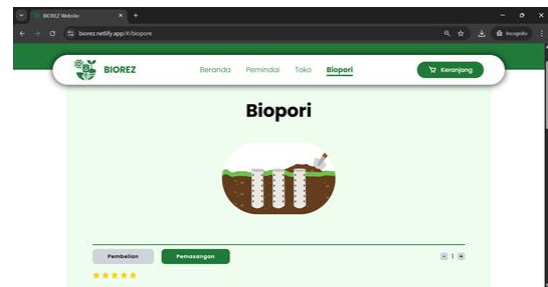 BIOREZ Website
biorez.netlify.app/#/biopore
Incognito
BIOREZ
Beranda Pemindai Toko Biopori
Keranjang
Biopori
Pembelian Pemasangan
- 1 +